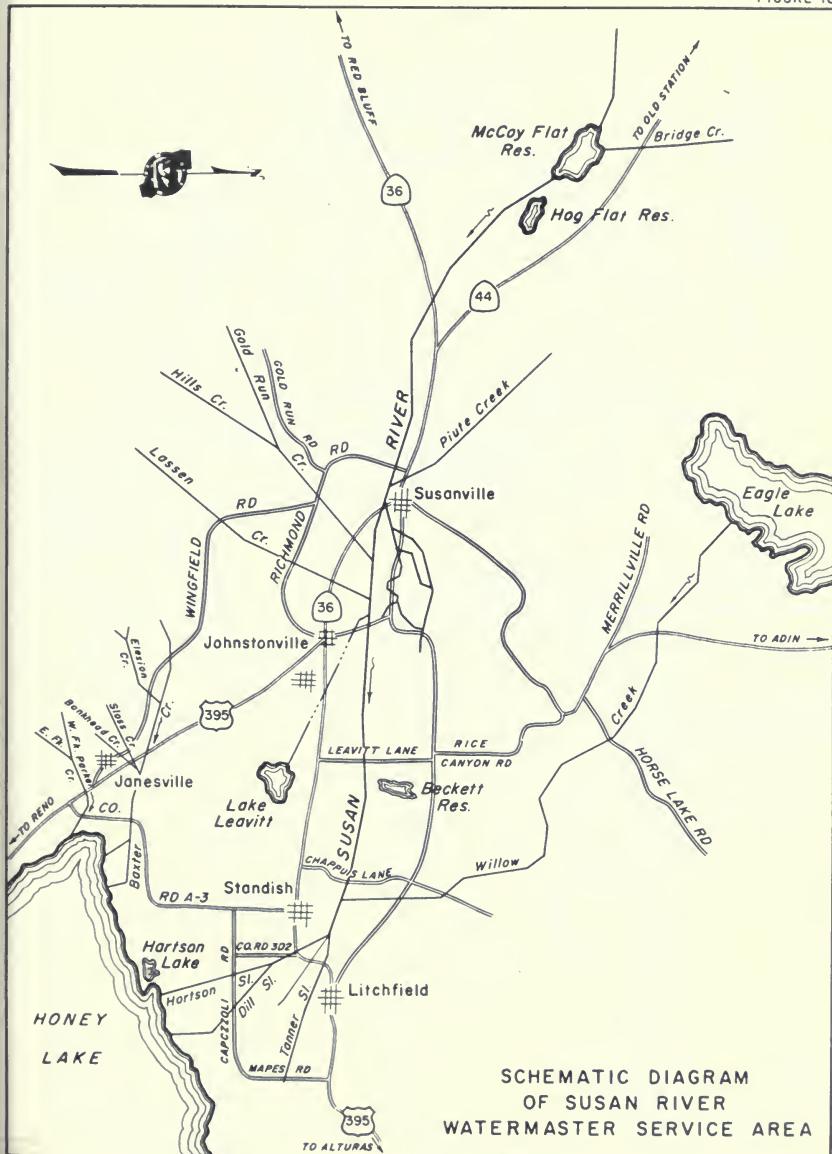 TO RED BLUFF
TO OLD STATION
McCoy Flat
Res.
Bridge Cr.
36
Hog Flat Res.
44
Gold Run
GOLD RUN RD
Hills Cr.
Cr.
RIVER
Piute Creek
Lassen
Cr.
RD
RICHMOND
RD
WINGFIELD
Susanville
Eagle
Lake
MERRILLVILLE RD
36
Johnstonville
TO ADIN
Elesion
Cr.
Cr.
395
Sloss Cr.
Bankhead Cr.
W. Fk. Parker
E. Fk.
Cr.
Janesville
LEAVITT LANE
RICE
CANYON RD
Creek
HORSE LAKE RD
Lake
Leavitt
SUSAN
Beckett
Res.
TO RENO
CO.
Baxter
CHAPPUIS LANE
Willow
RD A-3
Standish
CO. RD 302
RD
Hartson
Lake
Hartson
Sl.
Dill Sl.
Tanner Sl.
CAPEZZOLI
Litchfield
HONEY
LAKE
MAPES RD
395
TO ALTURAS
SCHEMATIC DIAGRAM
OF SUSAN RIVER
WATERMASTER SERVICE AREA